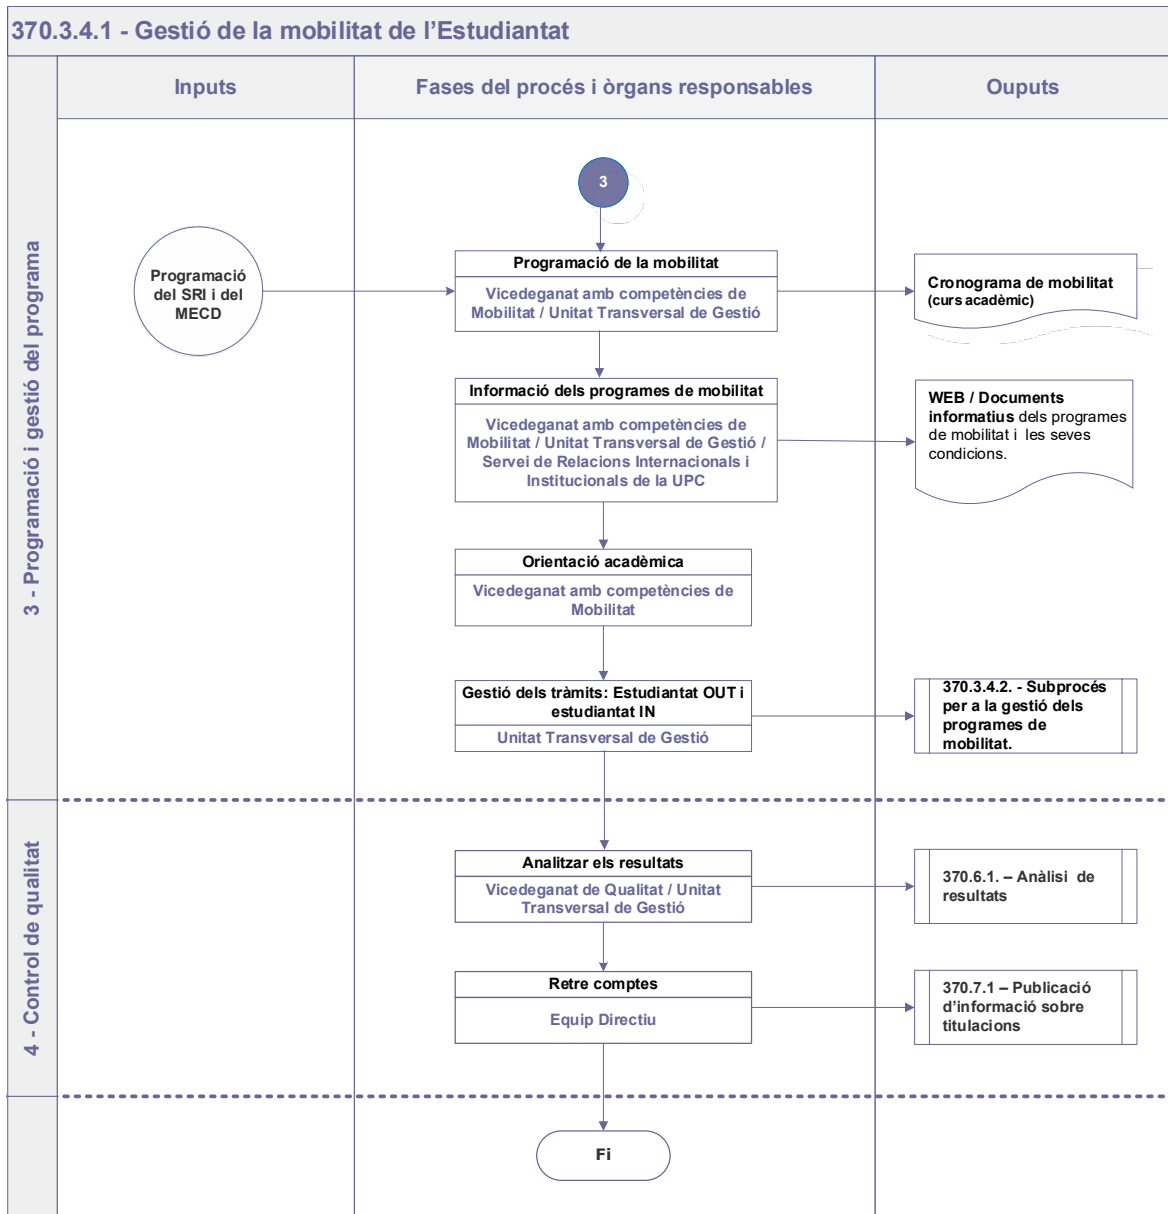 370.3.4.1 - Gestió de la mobilitat de l’Estudiantat
Inputs
Fases del procés i òrgans responsables
Ouputs
3 - Programació i gestió del programa
3
Programació
del SRI i del
MECD
Programació de la mobilitat
Vicedeganat amb competències de
Mobilitat / Unitat Transversal de Gestió
Cronograma de mobilitat
(curs acadèmic)
Informació dels programes de mobilitat
Vicedeganat amb competències de
Mobilitat / Unitat Transversal de Gestió /
Servei de Relacions Internacionals i
Institucionals de la UPC
WEB / Documents
informatius dels programes
de mobilitat i les seves
condicions.
Orientació acadèmica
Vicedeganat amb competències de
Mobilitat
Gestió dels tràmits: Estudiantat OUT i
estudiantat IN
Unitat Transversal de Gestió
370.3.4.2. - Subprocés
per a la gestió dels
programes de
mobilitat.
4 - Control de qualitat
Analitzar els resultats
Vicedeganat de Qualitat / Unitat
Transversal de Gestió
370.6.1. – Anàlisi de
resultats
Retre comptes
Equip Directiu
370.7.1 – Publicació
d’informació sobre
titulacions
Fi